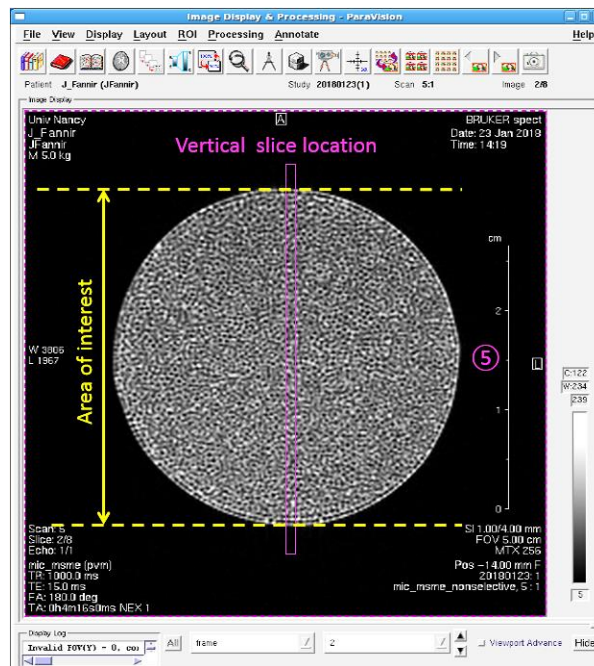 Image Display & Processing - ParaVision
File View Display Layout ROI Processing Annotate Help
Patient J_Fannir (JFannir) Study 20180123(1) Scan 5:1 Image 2/8
Image Display
Univ Nancy
J_Fannir
JFannir
M 5.0 kg
A
BRUKER spect
Date: 23 Jan 2018
Time: 14:19
Vertical slice location
cm
2
1
0
Area of interest
W 3806
L 1967
5
L
C:122
W:234
239
5
Scan: 5
Slice: 2/8
Echo: 1/1
mic_msme (pvm)
TR: 1000.0 ms
TE: 15.0 ms
FA: 180.0 deg
TA: 0h4m16s0ms NEX 1
SI 1.00/4.00 mm
FOV 5.00 cm
MTX 256
Pos -14.00 mm F
20180123: 1
mic_msme_nonselective, 5 : 1
Display Log
Invalid FOV(Y) - 0, co
All
frame
2
Viewport Advance
Hide